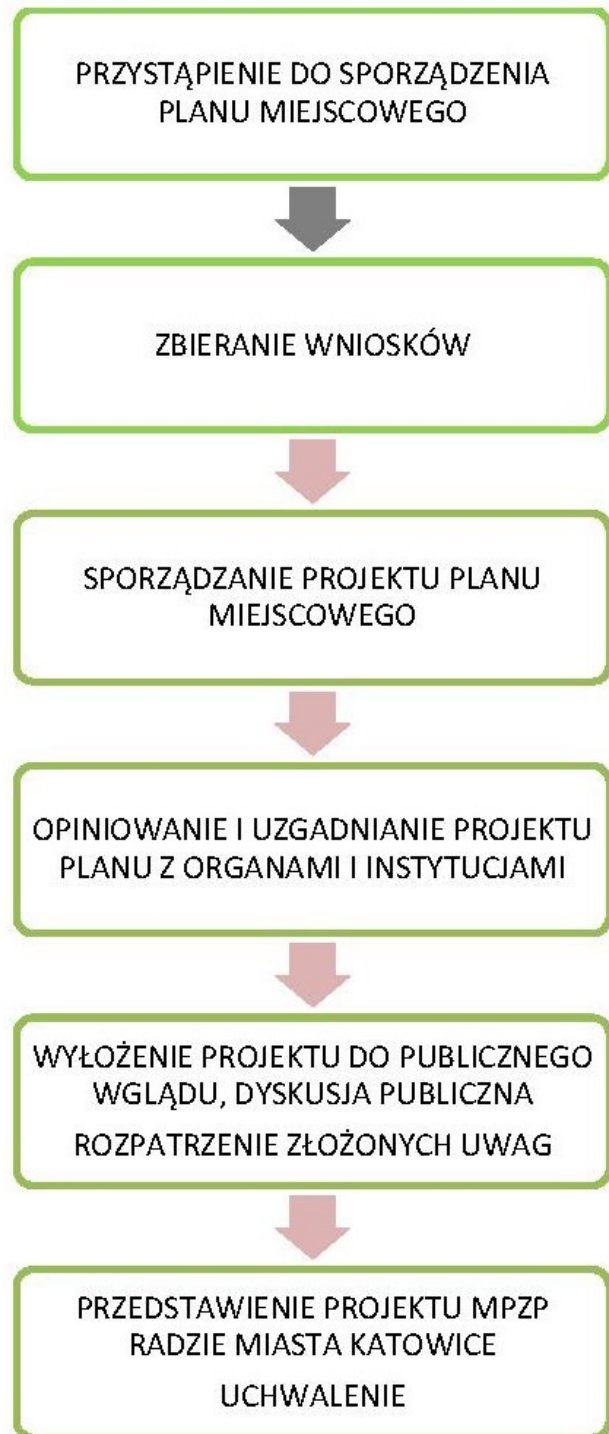 PRZYSTĄPIENIE DO SPORZĄDZENIA
PLANU MIEJSCOWEGO
ZBIERANIE WNIOSKÓW
SPORZĄDZANIE PROJEKTU PLANU
MIEJSCOWEGO
OPINIOWANIE I UZGADNIANIE PROJEKTU
PLANU Z ORGANAMI I INSTYTUCJAMI
WYŁOŻENIE PROJEKTU DO PUBLICZNEGO
WGLĄDU, DYSKUSJA PUBLICZNA
ROZPATRZENIE ZŁOŻONYCH UWAG
PRZEDSTAWIENIE PROJEKTU MPZP
RADZIE MIASTA KATOWICE
UCHWALENIE